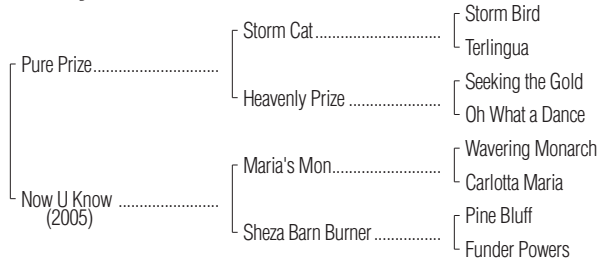 Storm Bird
Storm Cat
Terlingua
Pure Prize
Seeking the Gold
Heavenly Prize
Oh What a Dance
Wavering Monarch
Maria's Mon
Carlotta Maria
Now U Know
(2005)
Pine Bluff
Sheza Barn Burner
Funder Powers